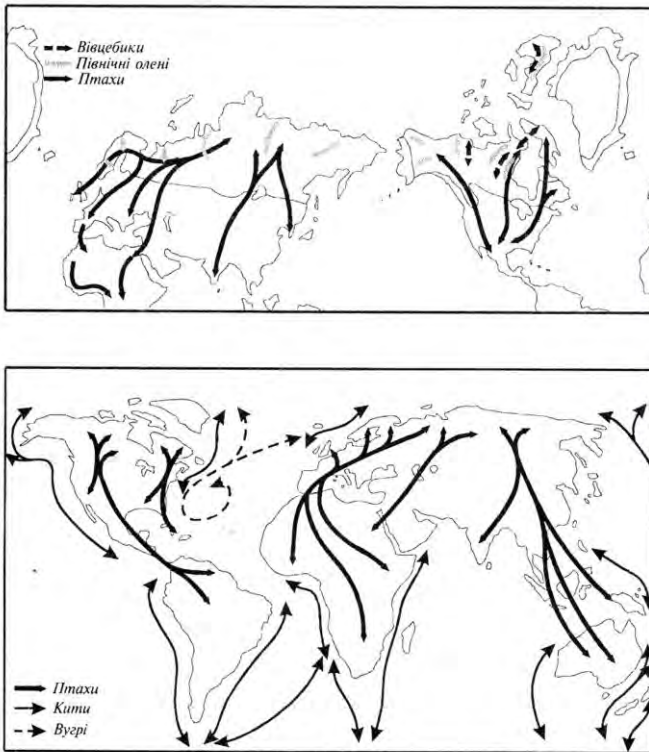 Вівцебики
Північні олені
Птахи
Птахи
Кити
Вугрі